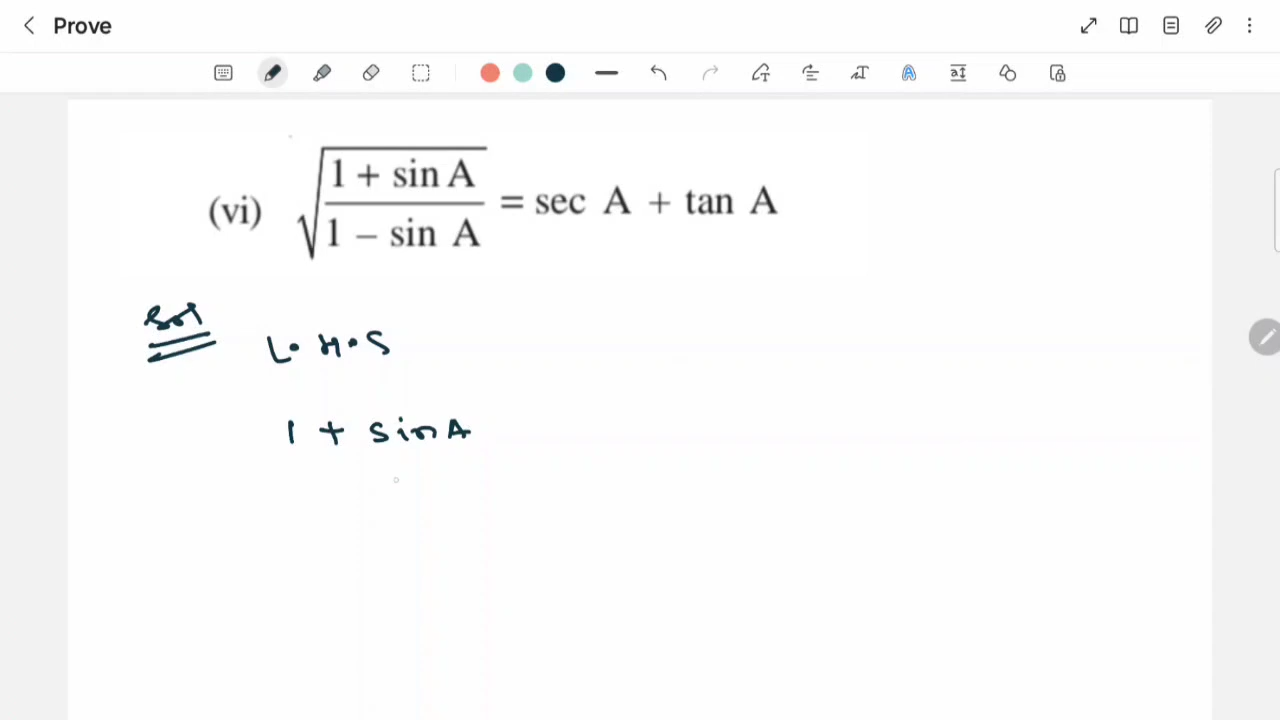 Prove
(vi) √(1 + sin A / 1 − sin A) = sec A + tan A
Sol
L.H.S
1 + sinA